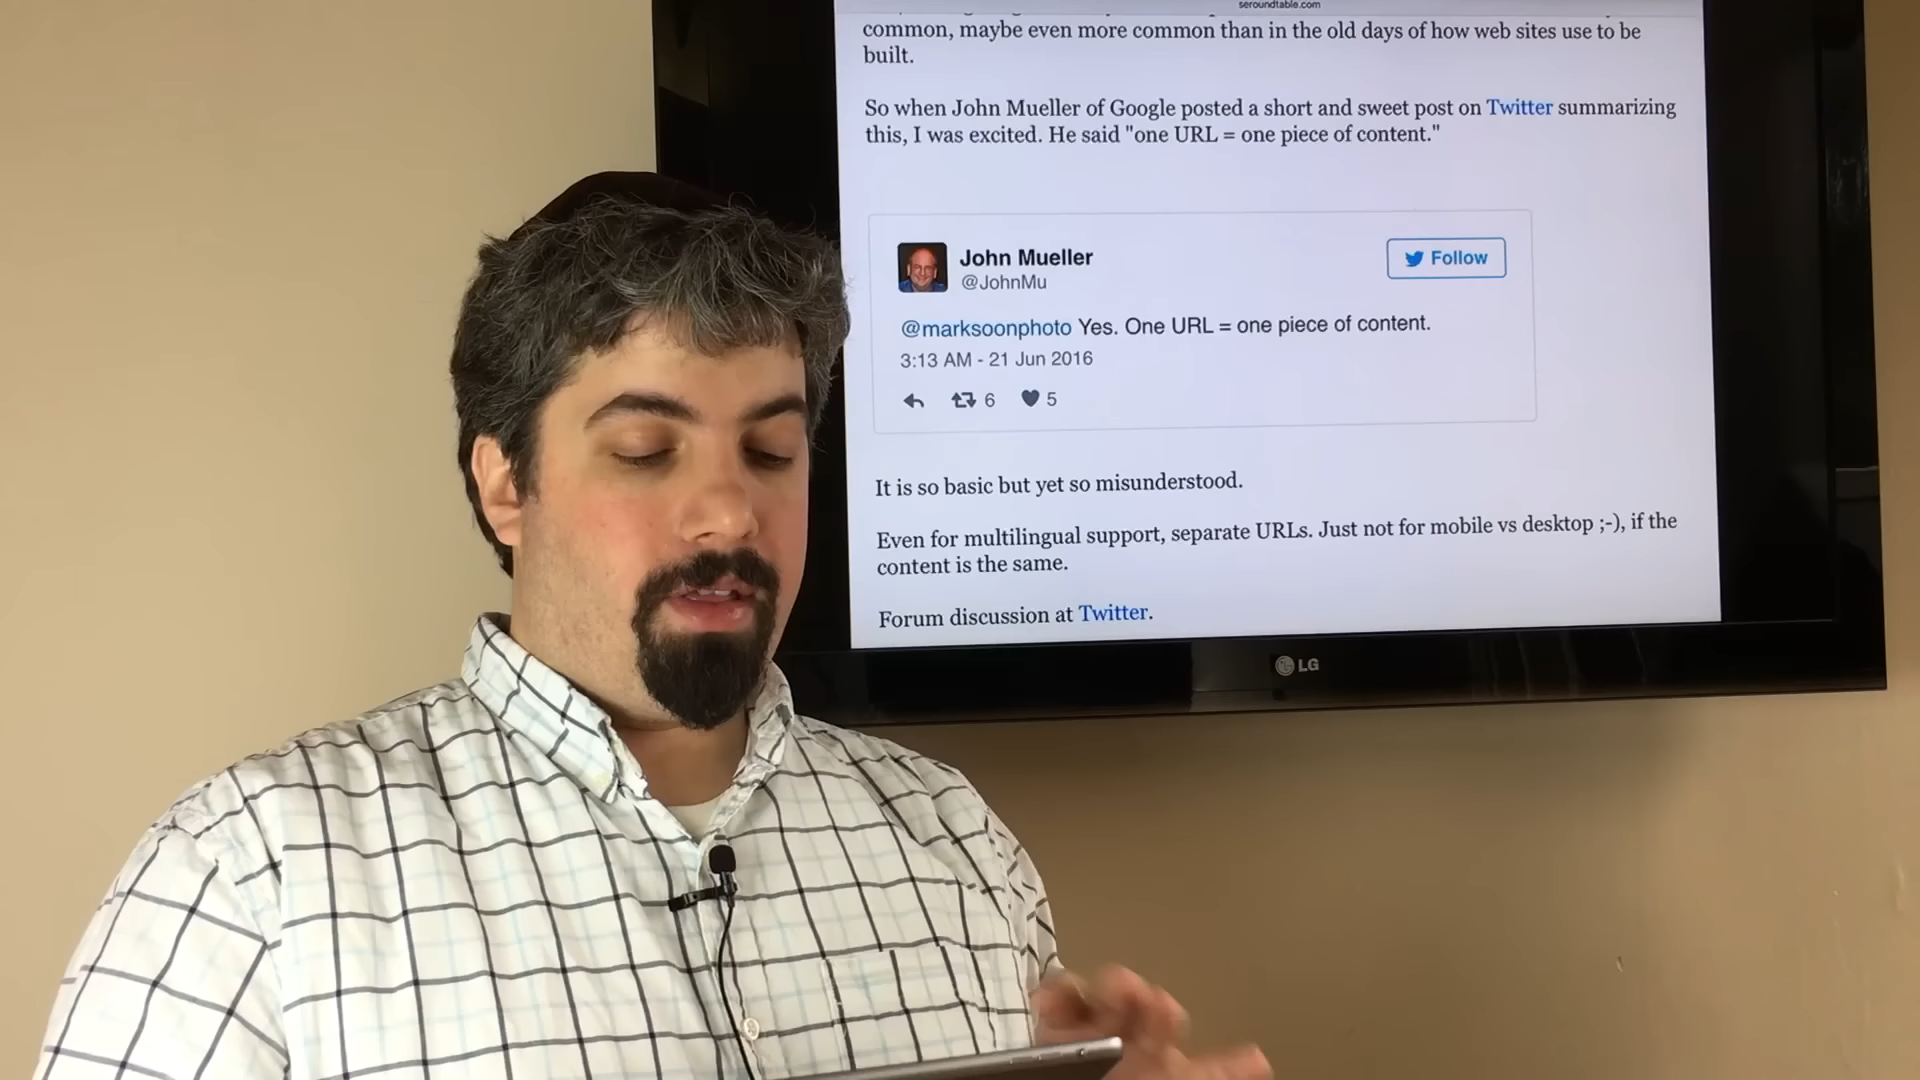 seroundtable.com
common, maybe even more common than in the old days of how web sites use to be
built.
So when John Mueller of Google posted a short and sweet post on Twitter summarizing
this, I was excited. He said "one URL = one piece of content."
John Mueller
@JohnMu
Follow
@marksoonphoto Yes. One URL = one piece of content.
3:13 AM - 21 Jun 2016
6 5
It is so basic but yet so misunderstood.
Even for multilingual support, separate URLs. Just not for mobile vs desktop ;-), if the
content is the same.
Forum discussion at Twitter.
LG